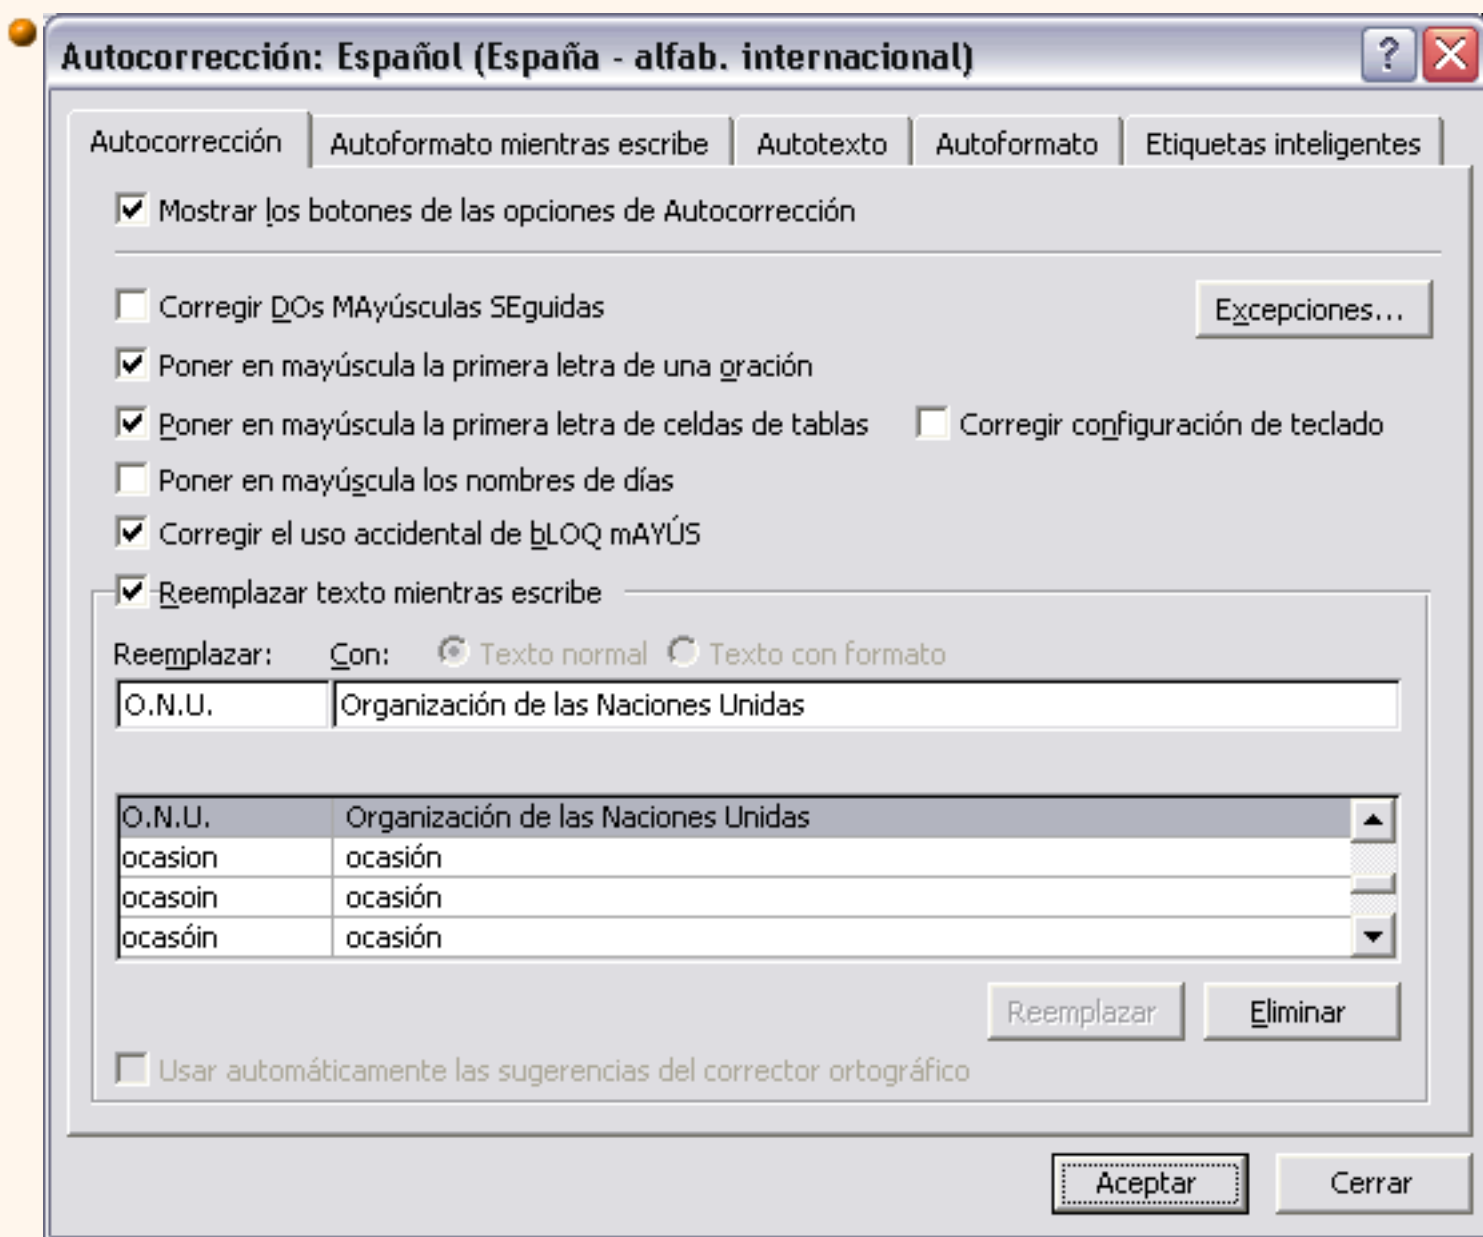 Autocorrección: Español (España - alfab. internacional)
?
Autocorrección Autoformato mientras escribe Autotexto Autoformato Etiquetas inteligentes
Mostrar los botones de las opciones de Autocorrección
Corregir DOs MAyúsculas SEguidas Excepciones...
Poner en mayúscula la primera letra de una oración
Poner en mayúscula la primera letra de celdas de tablas Corregir configuración de teclado
Poner en mayúscula los nombres de días
Corregir el uso accidental de bLOQ mAYÚS
Reemplazar texto mientras escribe
Reemplazar: Con: Texto normal Texto con formato
O.N.U. Organización de las Naciones Unidas
O.N.U. Organización de las Naciones Unidas
ocasion ocasión
ocasoin ocasión
ocasóin ocasión
Reemplazar Eliminar
Usar automáticamente las sugerencias del corrector ortográfico
Aceptar Cerrar